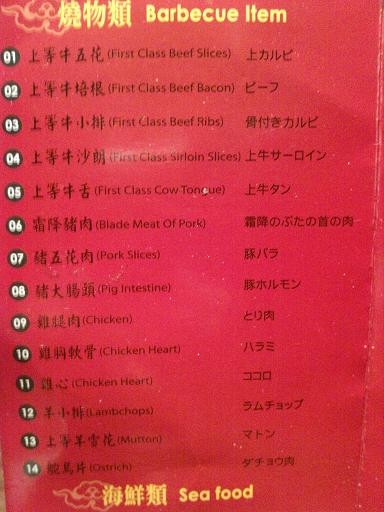 燒物類 Barbecue Item
01 上等牛五花(First Class Beef Slices) 上カルビ
02 上等牛培根(First Class Beef Bacon) ビーフ
03 上等牛小排(First Class Beef Ribs) 骨付きカルビ
04 上等牛沙朗(First Class Sirloin Slices) 上牛サーロイン
05 上等牛舌(First Class Cow Tongue) 上牛タン
06 霜降豬肉(Blade Meat Of Pork) 霜降のぶたの首の肉
07 豬五花肉(Pork Slices) 豚バラ
08 豬大腸頭(Pig Intestine) 豚ホルモン
09 雞腿肉(Chicken) とり肉
10 雞胸軟骨(Chicken Heart) ハラミ
11 雞心(Chicken Heart) ココロ
12 羊小排(Lambchops) ラムチョップ
13 上等羊雪花(Mutton) マトン
14 鴕鳥片(Ostrich) ダチョウ肉
海鮮類 Sea food